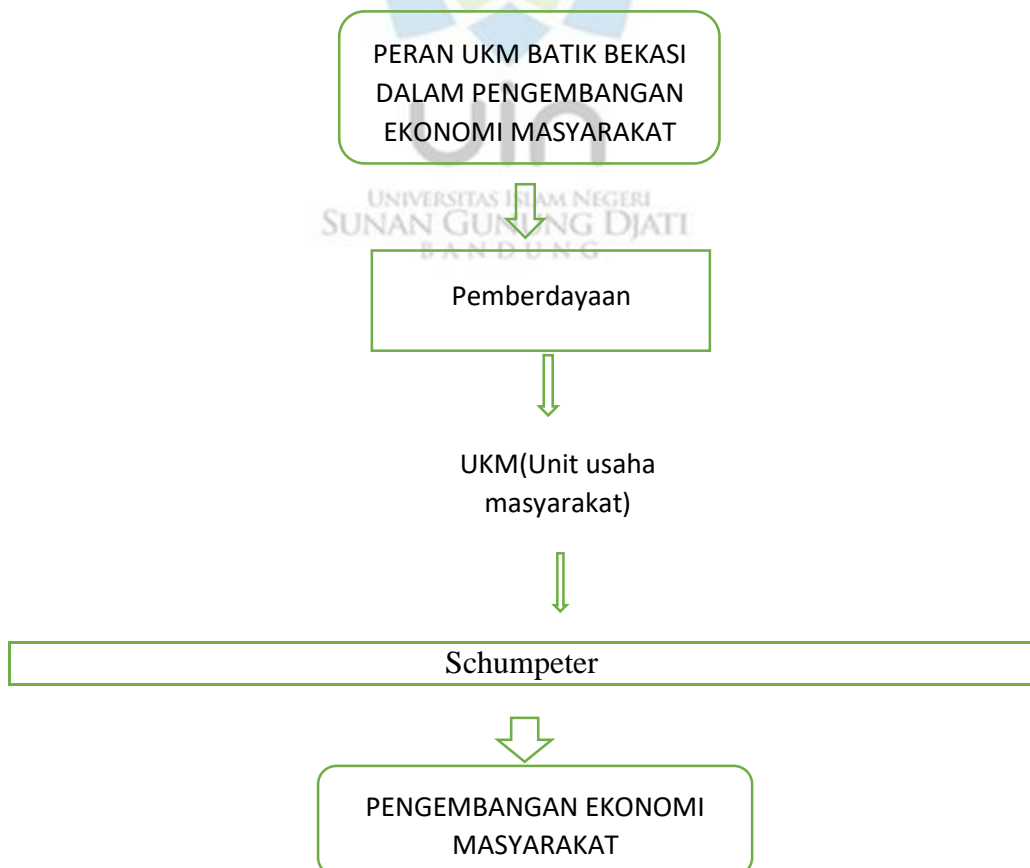 PERAN UKM BATIK BEKASI
DALAM PENGEMBANGAN
EKONOMI MASYARAKAT
uin
UNIVERSITAS ISLAM NEGERI
SUNAN GUNUNG DJATI
BANDUNG
Pemberdayaan
UKM(Unit usaha
masyarakat)
Schumpeter
PENGEMBANGAN EKONOMI
MASYARAKAT